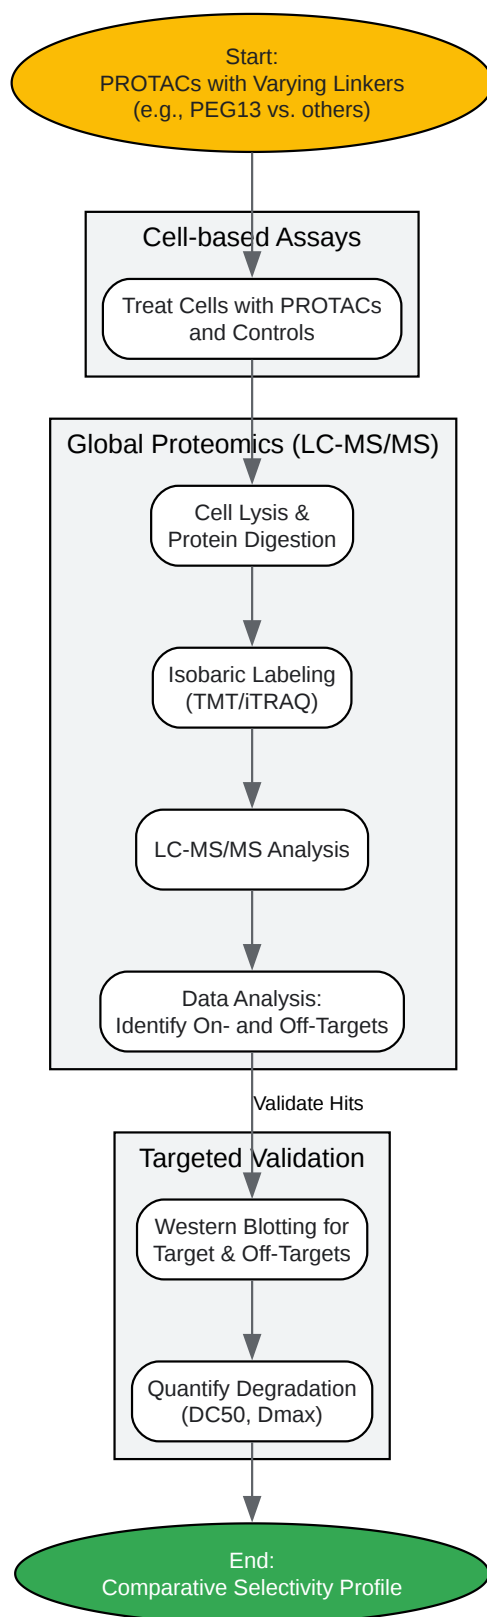 Start:
PROTACs with Varying Linkers
(e.g., PEG13 vs. others)
Cell-based Assays
Treat Cells with PROTACs
and Controls
Global Proteomics (LC-MS/MS)
Cell Lysis &
Protein Digestion
Isobaric Labeling
(TMT/iTRAQ)
LC-MS/MS Analysis
Data Analysis:
Identify On- and Off-Targets
Validate Hits
Targeted Validation
Western Blotting for
Target & Off-Targets
Quantify Degradation
(DC50, Dmax)
End:
Comparative Selectivity Profile